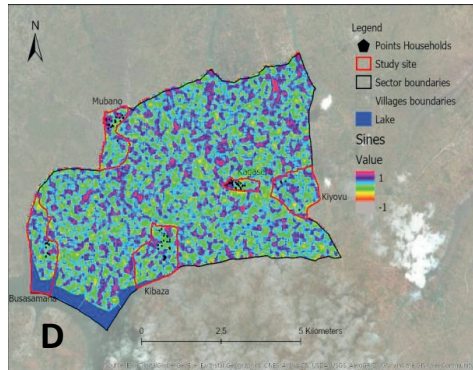 N
Legend
Points Households
Study site
Sector boundaries
Villages boundaries
Lake
Sines
Value
1
-1
Mubano
Kagasera
Kiyovu
Busasamana
Kibaza
D
0
2.5
5 Kilometers